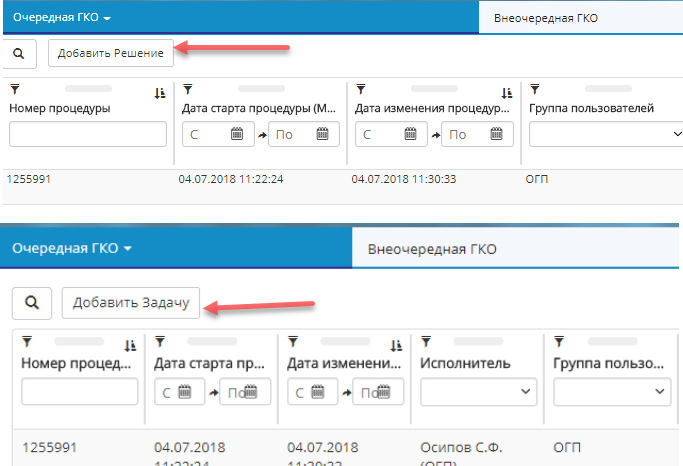 Очередная ГКО
Внеочередная ГКО
Добавить Решение
Номер процедуры
Дата старта процедуры (М...
Дата изменения процедур...
Группа пользователей
С
По
С
По
1255991
04.07.2018 11:22:24
04.07.2018 11:30:33
ОГП
Очередная ГКО
Внеочередная ГКО
Добавить Задачу
Номер процед...
Дата старта пр...
Дата изменени...
Исполнитель
Группа пользо...
С
По
С
По
1255991
04.07.2018
04.07.2018
Осипов С.Ф.
ОГП
11:22:24
11:30:33
(ОГП)